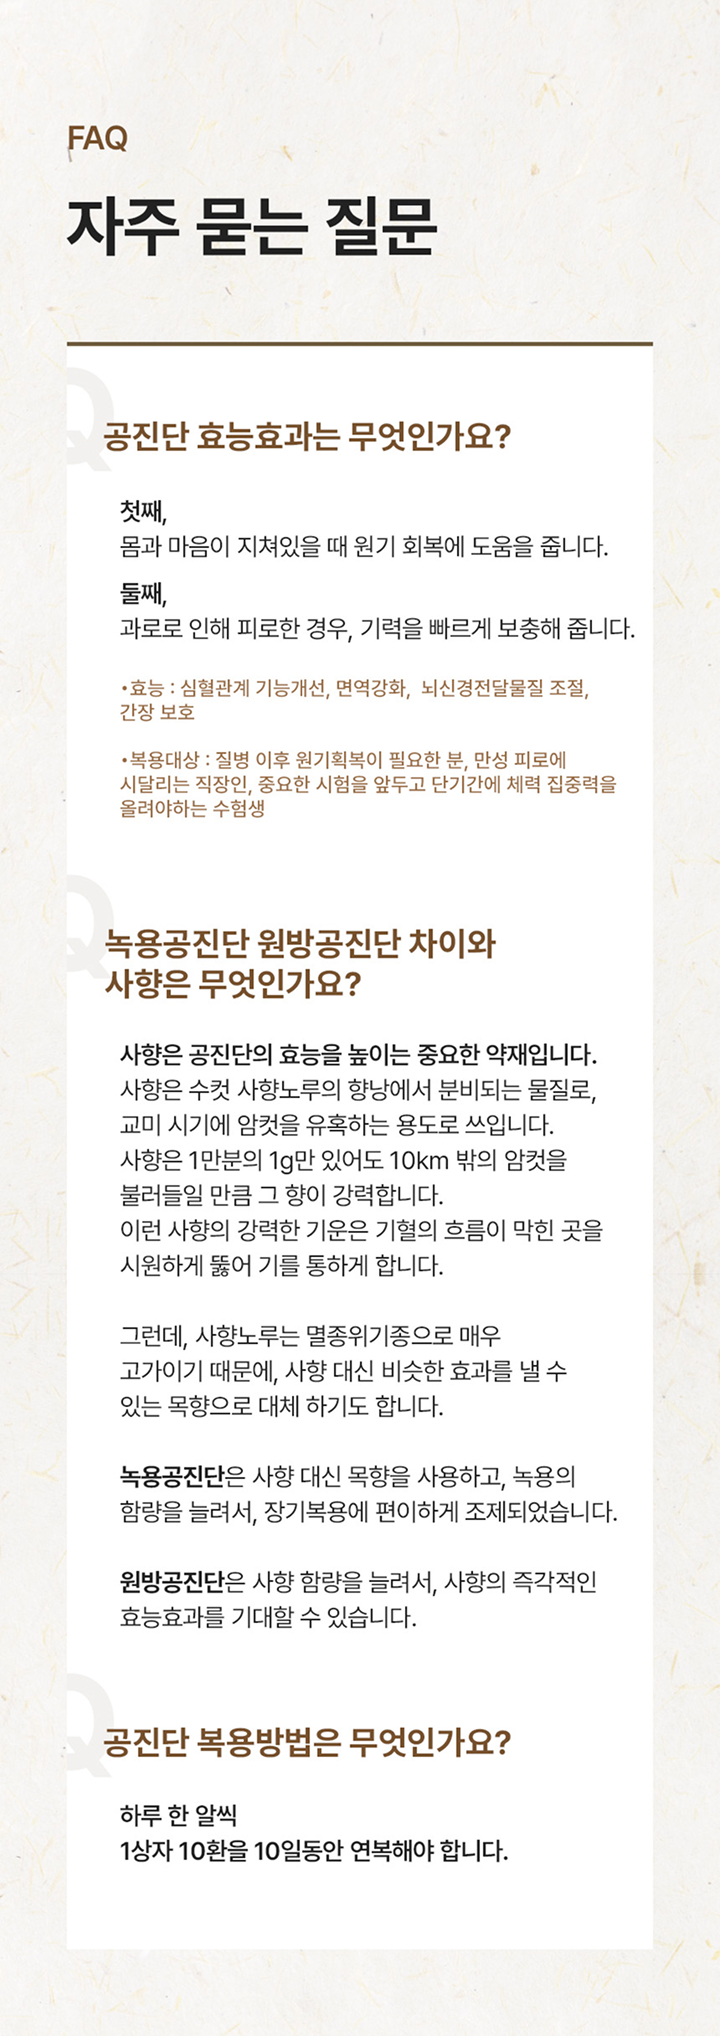 FAQ
자주 묻는 질문
Q
공진단 효능효과는 무엇인가요?
첫째,
몸과 마음이 지쳐있을 때 원기 회복에 도움을 줍니다.
둘째,
과로로 인해 피로한 경우, 기력을 빠르게 보충해 줍니다.
•효능 : 심혈관계 기능개선, 면역강화, 뇌신경전달물질 조절,
간장 보호
•복용대상 : 질병 이후 원기획복이 필요한 분, 만성 피로에
시달리는 직장인, 중요한 시험을 앞두고 단기간에 체력 집중력을
올려야하는 수험생
Q
녹용공진단 원방공진단 차이와
사향은 무엇인가요?
사향은 공진단의 효능을 높이는 중요한 약재입니다.
사향은 수컷 사향노루의 향낭에서 분비되는 물질로,
교미 시기에 암컷을 유혹하는 용도로 쓰입니다.
사향은 1만분의 1g만 있어도 10km 밖의 암컷을
불러들일 만큼 그 향이 강력합니다.
이런 사향의 강력한 기운은 기혈의 흐름이 막힌 곳을
시원하게 뚫어 기를 통하게 합니다.
그런데, 사향노루는 멸종위기종으로 매우
고가이기 때문에, 사향 대신 비슷한 효과를 낼 수
있는 목향으로 대체 하기도 합니다.
녹용공진단은 사향 대신 목향을 사용하고, 녹용의
함량을 늘려서, 장기복용에 편이하게 조제되었습니다.
원방공진단은 사향 함량을 늘려서, 사향의 즉각적인
효능효과를 기대할 수 있습니다.
Q
공진단 복용방법은 무엇인가요?
하루 한 알씩
1상자 10환을 10일동안 연복해야 합니다.